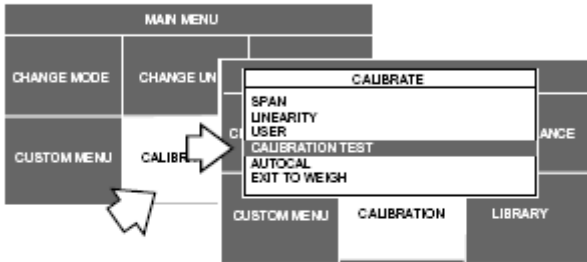 MAIN MENU
CHANGE MODE
CHANGE UN
CUSTOM MENU
CALIBR
CALIBRATE
SPAN
LINEARITY
USER
CALIBRATION TEST
AUTOCAL
EXIT TO WEIGH
ANCE
CUSTOM MENU
CALIBRATION
LIBRARY